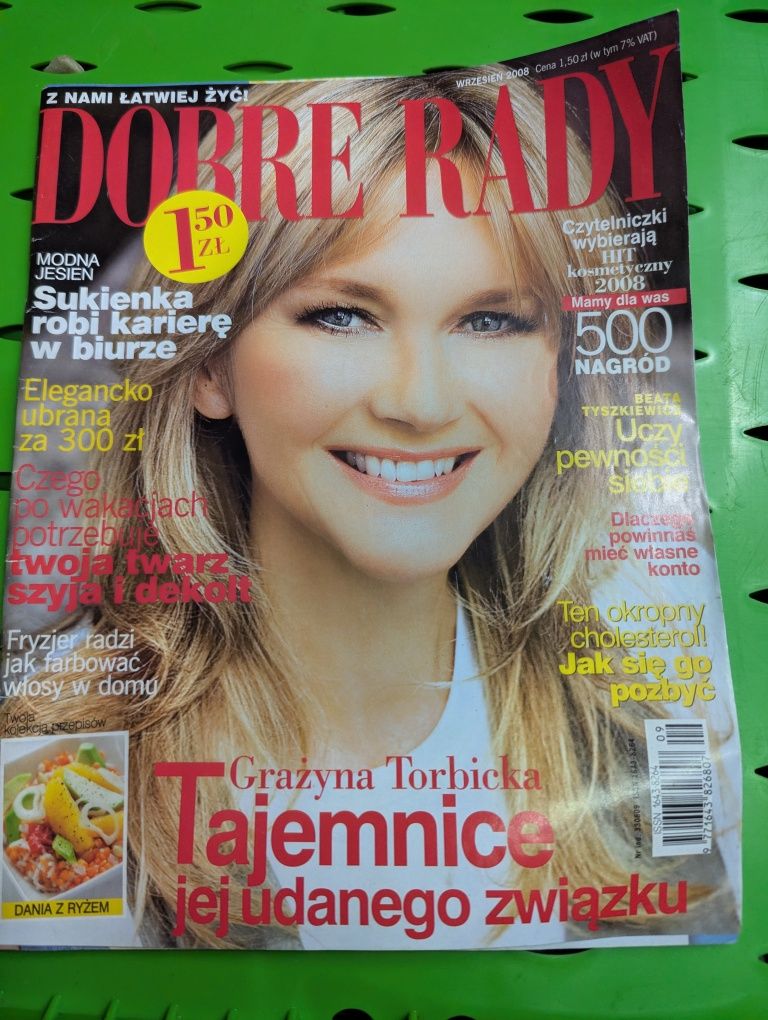 WRZESIEŃ 2008 Cena 1,50 zł (w tym 7% VAT)
Z NAMI ŁATWIEJ ŻYĆ!
DOBRE RADY
1 50
ZŁ
MODNA
JESIEŃ
Sukienka
robi karierę
w biurze
Elegancko
ubrana
za 300 zł
Czego
po wakacjach
potrzebuje
twoja twarz
szyja i dekolt
Fryzjer radzi
jak farbować
włosy w domu
Twoja
kolekcja przepisów
DANIA Z RYŻEM
Czytelniczki
wybierają
HIT
kosmetyczny
2008
Mamy dla was
500
NAGRÓD
BEATA
TYSZKIEWICZ
Uczy
pewności
siebie
Dlaczego
powinnaś
mieć własne
konto
Ten okropny
cholesterol!
Jak się go
pozbyć
Grażyna Torbicka
Tajemnice
jej udanego związku
ISSN 1643-8264
09
9 771643 826807